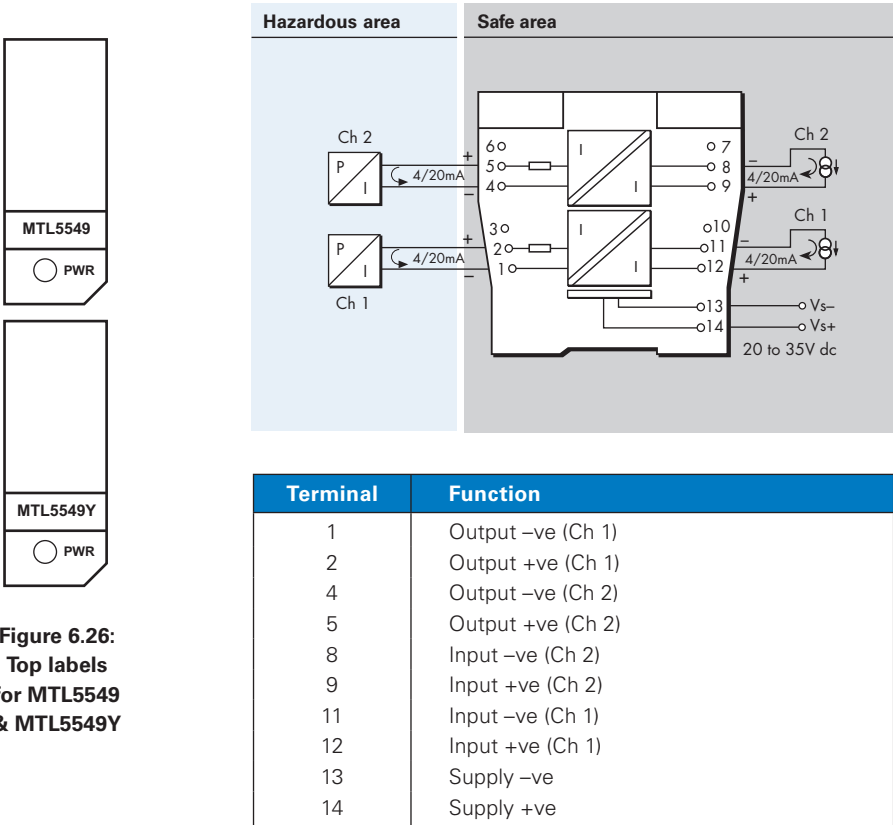 MTL5549
PWR
MTL5549Y
PWR
Figure 6.26:
Top labels
for MTL5549
& MTL5549Y
Hazardous area
Safe area
Ch 2
P
I
4/20mA
+
–
6
5
4
I
I
7
8
9
–
+
4/20mA
Ch 2
P
I
Ch 1
4/20mA
+
–
3
2
1
I
I
10
11
12
–
+
4/20mA
Ch 1
13
14
Vs–
Vs+
20 to 35V dc
Terminal Function
1 Output –ve (Ch 1)
2 Output +ve (Ch 1)
4 Output –ve (Ch 2)
5 Output +ve (Ch 2)
8 Input –ve (Ch 2)
9 Input +ve (Ch 2)
11 Input –ve (Ch 1)
12 Input +ve (Ch 1)
13 Supply –ve
14 Supply +ve